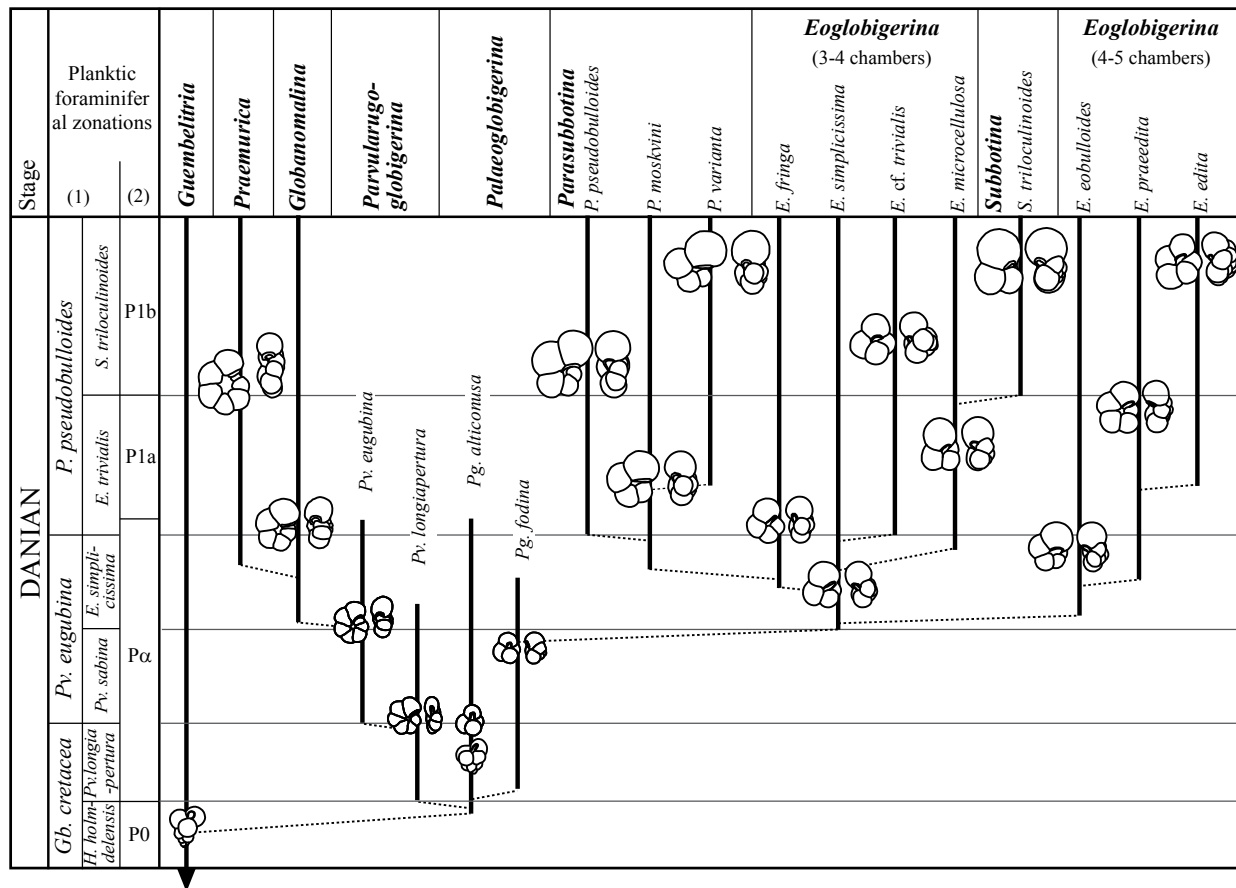 Stage
Planktic
foraminifer
al zonations
(1)
(2)
Guembelitria
Praemurica
Globanomalina
Parvularugo-
globigerina
Palaeoglobigerina
Parasubbotina
P. pseudobulloides
P. moskvini
P. varianta
Eoglobigerina
(3-4 chambers)
E. fringa
E. simplicissima
E. cf. trivialis
E. microcellulosa
Subbotina
S. triloculinoides
Eoglobigerina
(4-5 chambers)
E. eobulloides
E. praeedita
E. edita
DANIAN
P. pseudobulloides
Pv. eugubina
Gb. cretacea
S. triloculinoides
E. trivialis
E. simpli-
cissima
Pv. sabina
Pv.longia
-pertura
H. holm-
delensis
P1b
P1a
Pα
P0
Pv. eugubina
Pv. longiapertura
Pg. alticonusa
Pg. fodina